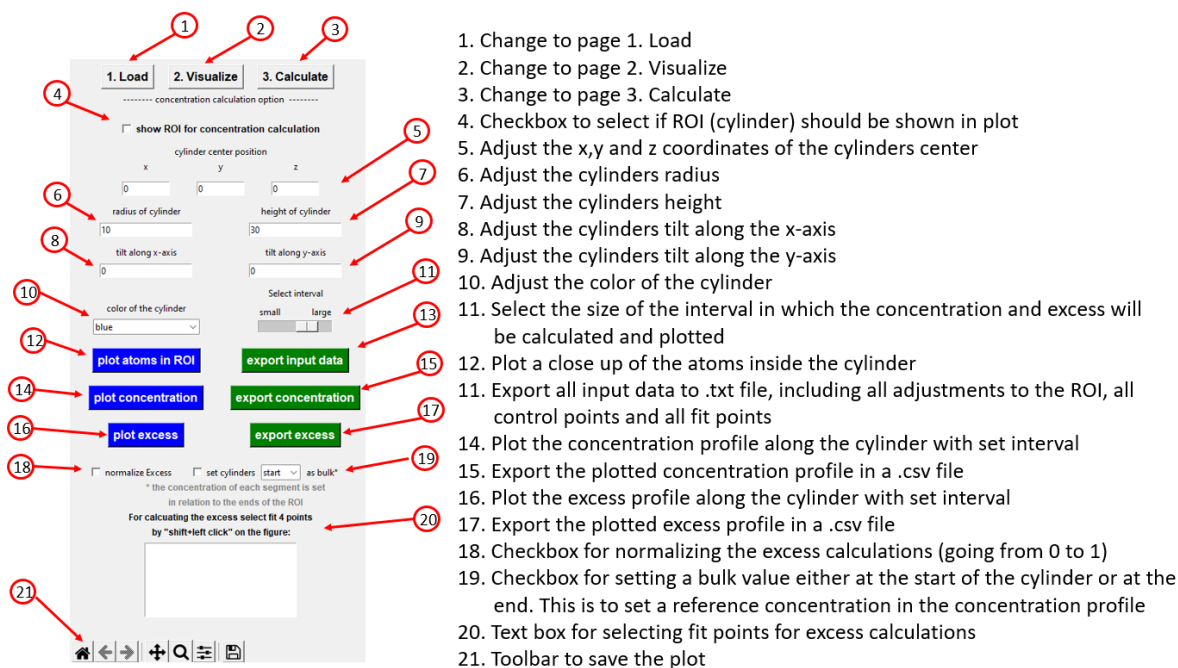 1
2
3
1. Load
2. Visualize
3. Calculate
4
-------- concentration calculation option --------
show ROI for concentration calculation
5
cylinder center position
x
y
z
0
0
0
6
7
radius of cylinder
height of cylinder
10
30
8
9
tilt along x-axis
tilt along y-axis
0
0
10
11
Select interval
color of the cylinder
small
large
blue
12
13
plot atoms in ROI
export input data
14
15
plot concentration
export concentration
16
17
plot excess
export excess
18
19
normalize Excess
set cylinders
start
as bulk*
* the concentration of each segment is set
in relation to the ends of the ROI
For calcuating the excess select fit 4 points
by "shift+left click" on the figure:
20
21
1. Change to page 1. Load
2. Change to page 2. Visualize
3. Change to page 3. Calculate
4. Checkbox to select if ROI (cylinder) should be shown in plot
5. Adjust the x,y and z coordinates of the cylinders center
6. Adjust the cylinders radius
7. Adjust the cylinders height
8. Adjust the cylinders tilt along the x-axis
9. Adjust the cylinders tilt along the y-axis
10. Adjust the color of the cylinder
11. Select the size of the interval in which the concentration and excess will
be calculated and plotted
12. Plot a close up of the atoms inside the cylinder
11. Export all input data to .txt file, including all adjustments to the ROI, all
control points and all fit points
14. Plot the concentration profile along the cylinder with set interval
15. Export the plotted concentration profile in a .csv file
16. Plot the excess profile along the cylinder with set interval
17. Export the plotted excess profile in a .csv file
18. Checkbox for normalizing the excess calculations (going from 0 to 1)
19. Checkbox for setting a bulk value either at the start of the cylinder or at the
end. This is to set a reference concentration in the concentration profile
20. Text box for selecting fit points for excess calculations
21. Toolbar to save the plot